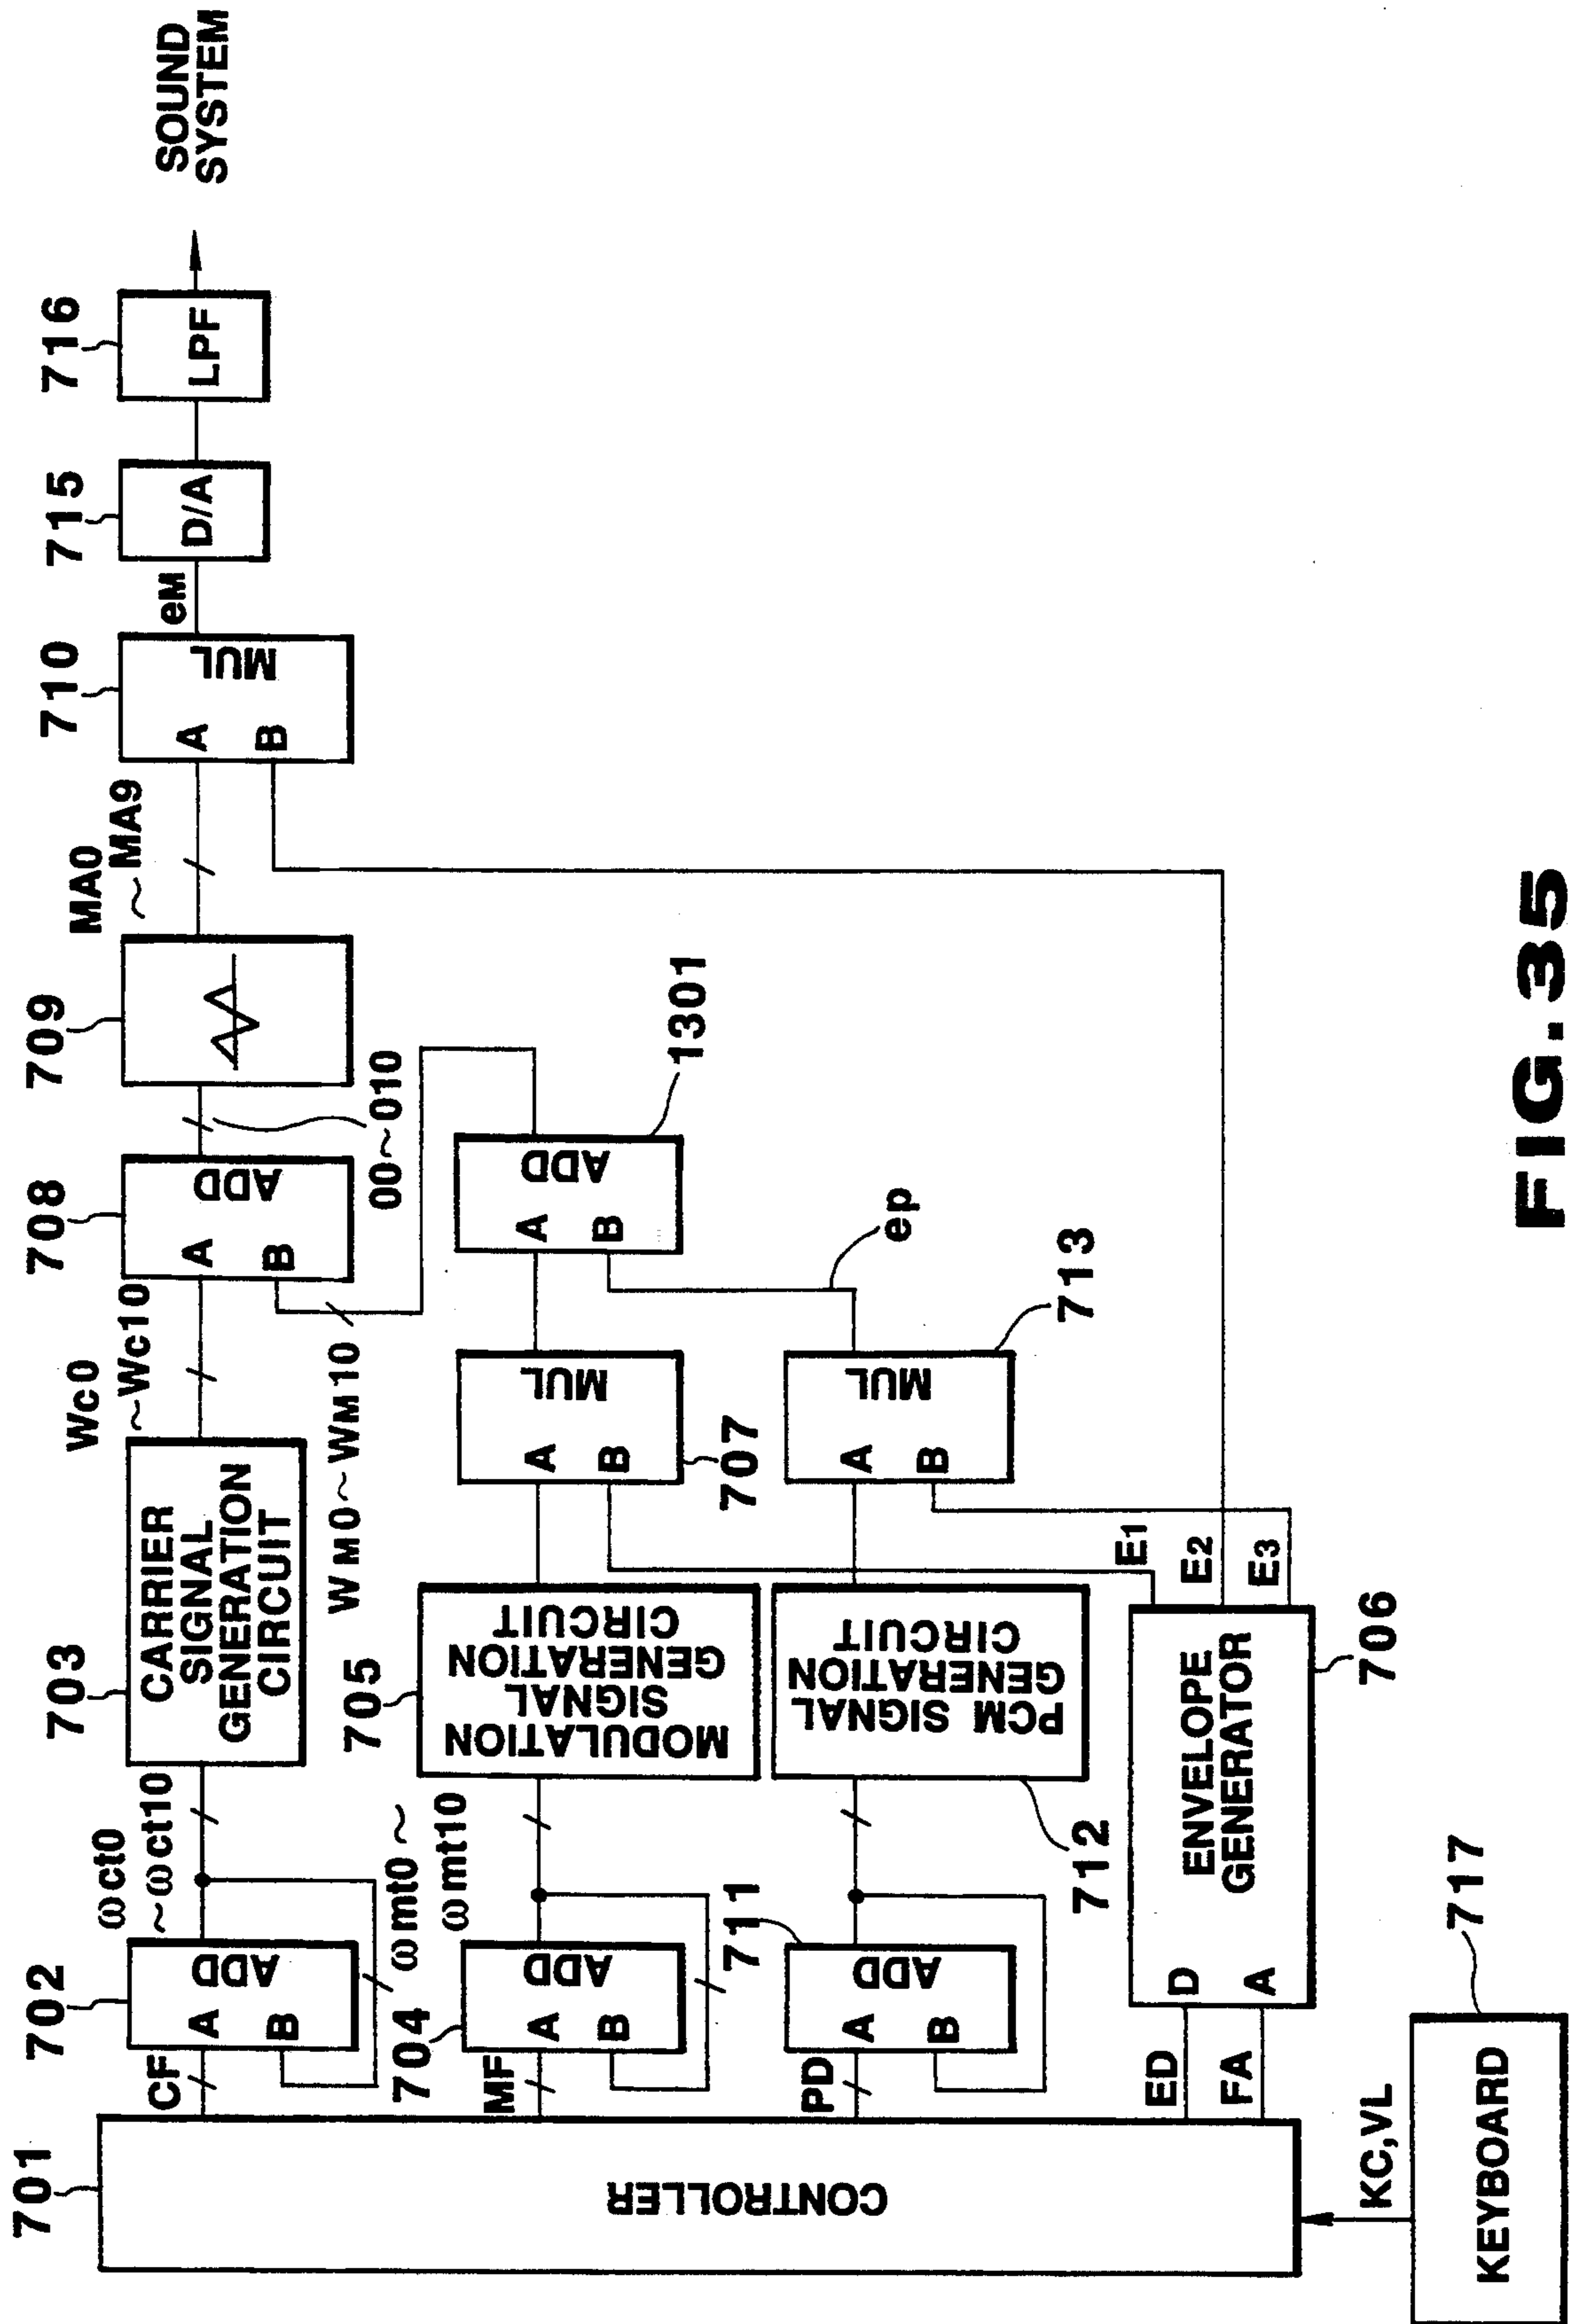 701
CONTROLLER
KEYBOARD
717
KC,VL
CF
MF
PD
ED
FA
702
A
B
ADD
ωct0
~ωct10
703
CARRIER
SIGNAL
GENERATION
CIRCUIT
Wc0
~Wc10
708
A
B
ADD
00~010
709
MA0
~MA9
710
A
B
MUL
eM
715
D/A
716
LPF
SOUND
SYSTEM
704
A
B
ADD
ωmt0~
ωmt10
705
MODULATION
SIGNAL
GENERATION
CIRCUIT
WM0~WM10
A
B
MUL
707
A
B
ADD
1301
ep
711
A
B
ADD
712
PCM SIGNAL
GENERATION
CIRCUIT
A
B
MUL
713
D
A
ENVELOPE
GENERATOR
706
E1
E2
E3
FIG.35